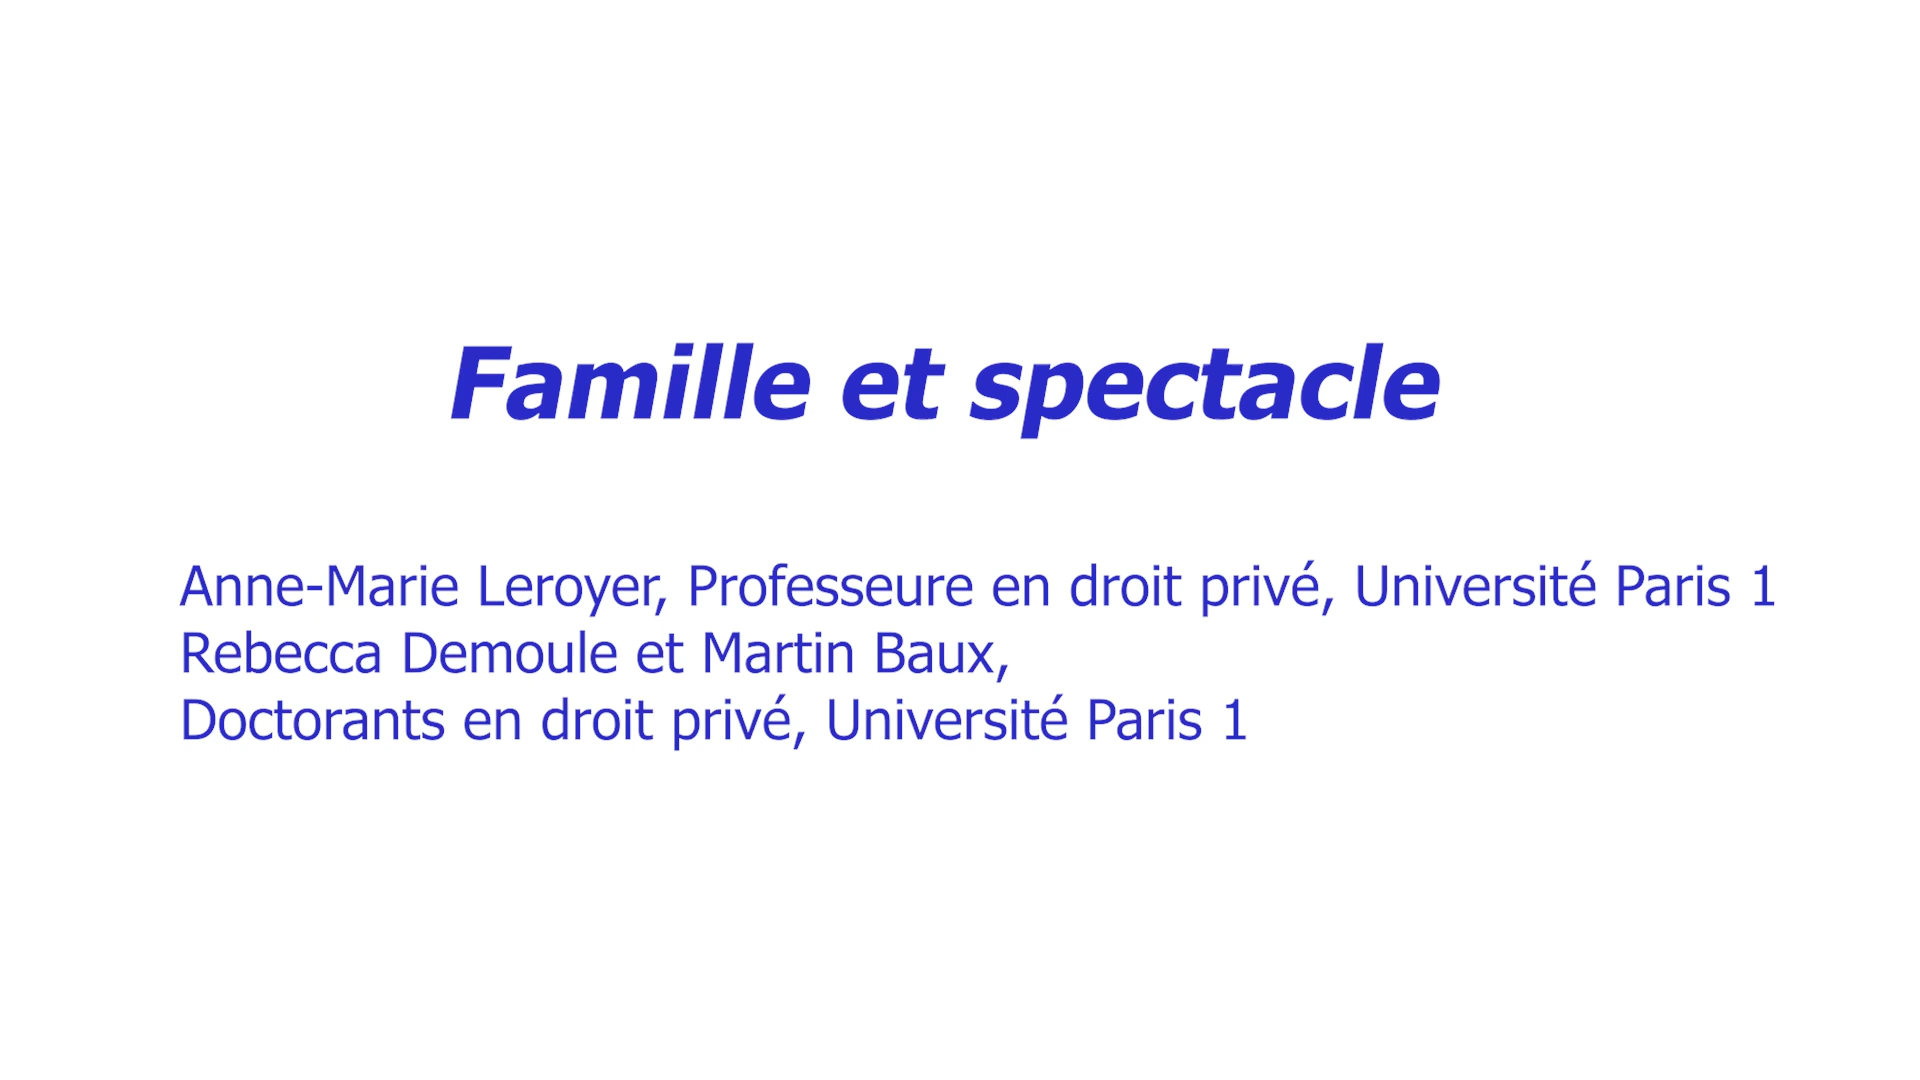 Famille et spectacle
Anne-Marie Leroyer, Professeure en droit privé, Université Paris 1
Rebecca Demoule et Martin Baux,
Doctorants en droit privé, Université Paris 1